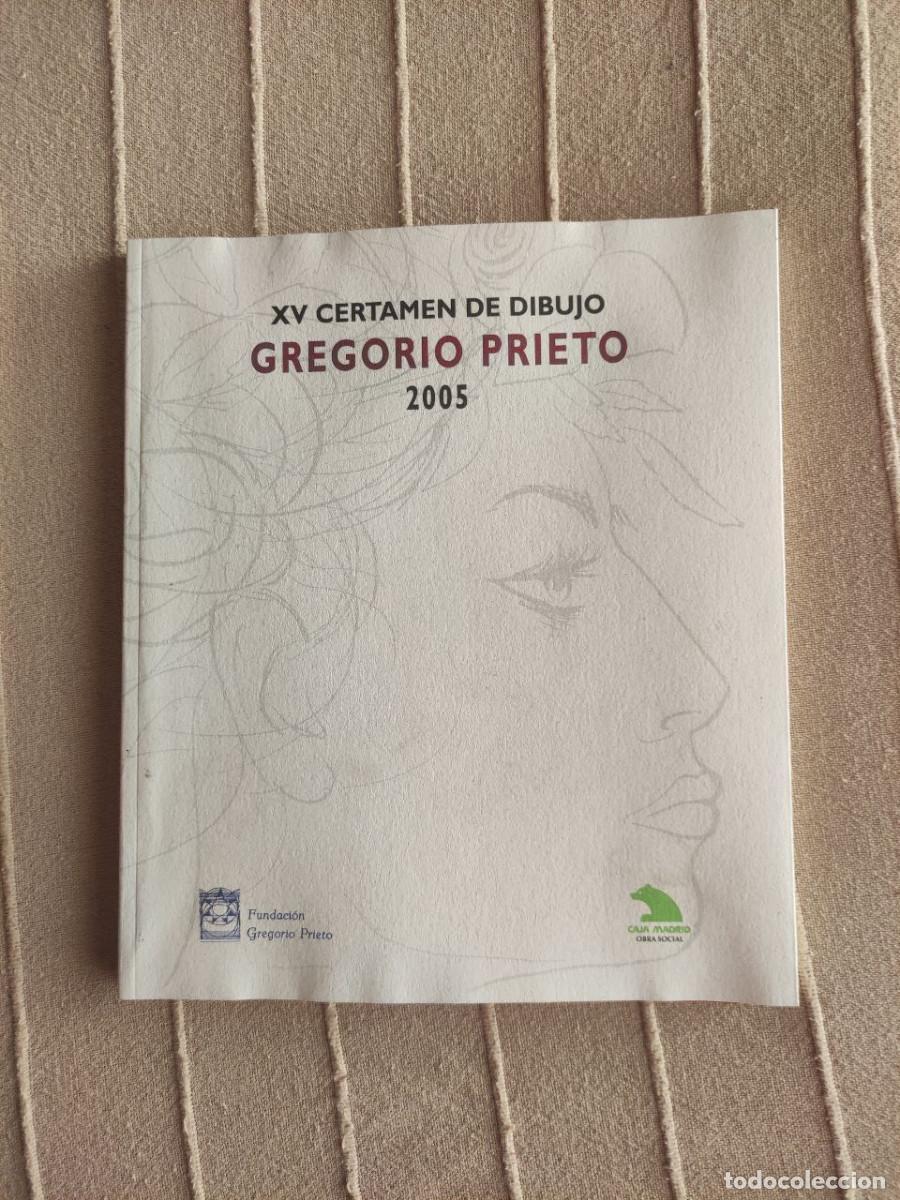 XV CERTAMEN DE DIBUJO
GREGORIO PRIETO
2005
Fundación
Gregorio Prieto
CAJA MADRID
OBRA SOCIAL
todocoleccion